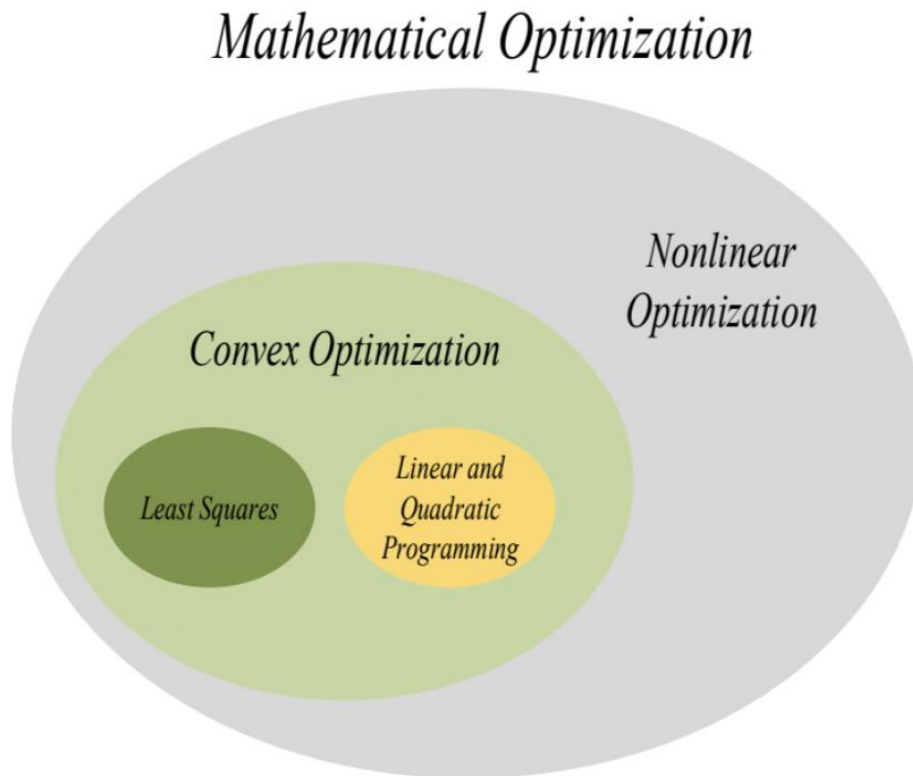 Mathematical Optimization
Nonlinear
Optimization
Convex Optimization
Least Squares
Linear and
Quadratic
Programming